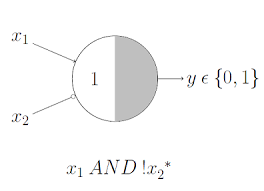 x₁
1
y ϵ {0, 1}
x₂
x₁ AND !x₂*